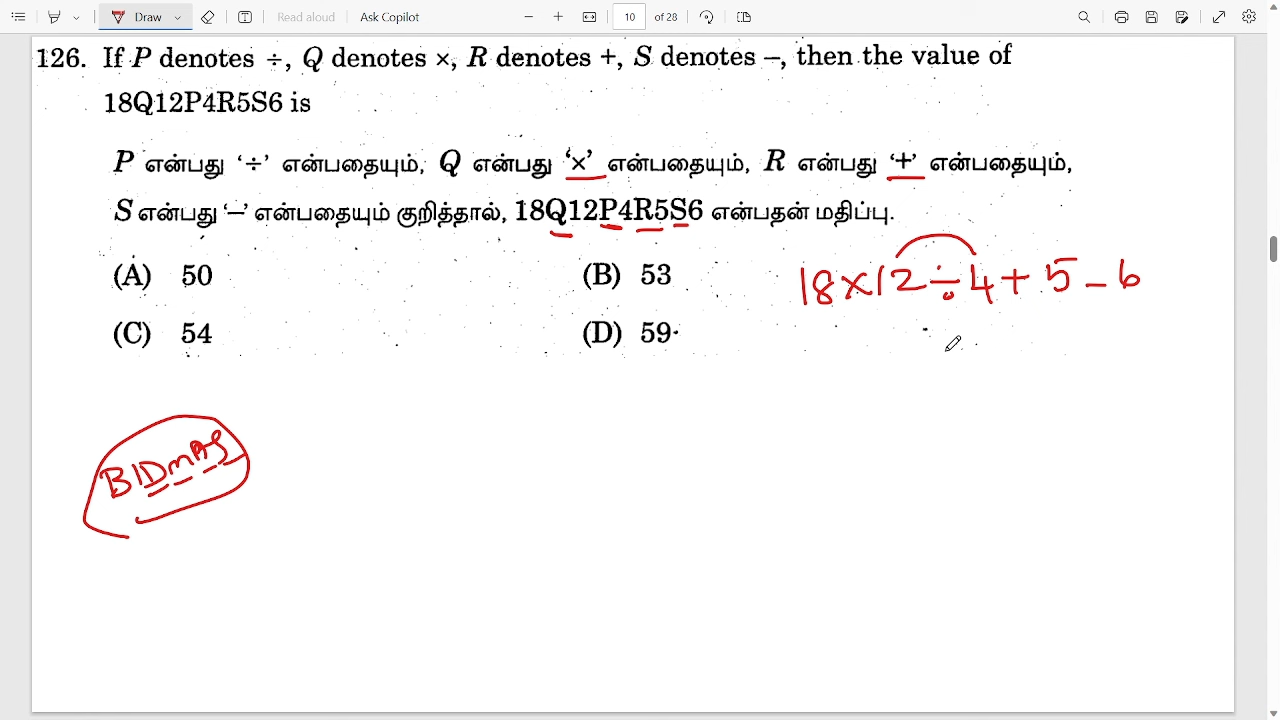 Draw
Read aloud
Ask Copilot
10
of 28
126. If P denotes ÷, Q denotes ×, R denotes +, S denotes –, then the value of
18Q12P4R5S6 is
P என்பது ‘÷’ என்பதையும், Q என்பது ‘×’ என்பதையும், R என்பது ‘+’ என்பதையும்,
S என்பது ‘–’ என்பதையும் குறித்தால், 18Q12P4R5S6 என்பதன் மதிப்பு.
(A) 50 (B) 53
18×12÷4+5–6
(C) 54 (D) 59
BIDMAS